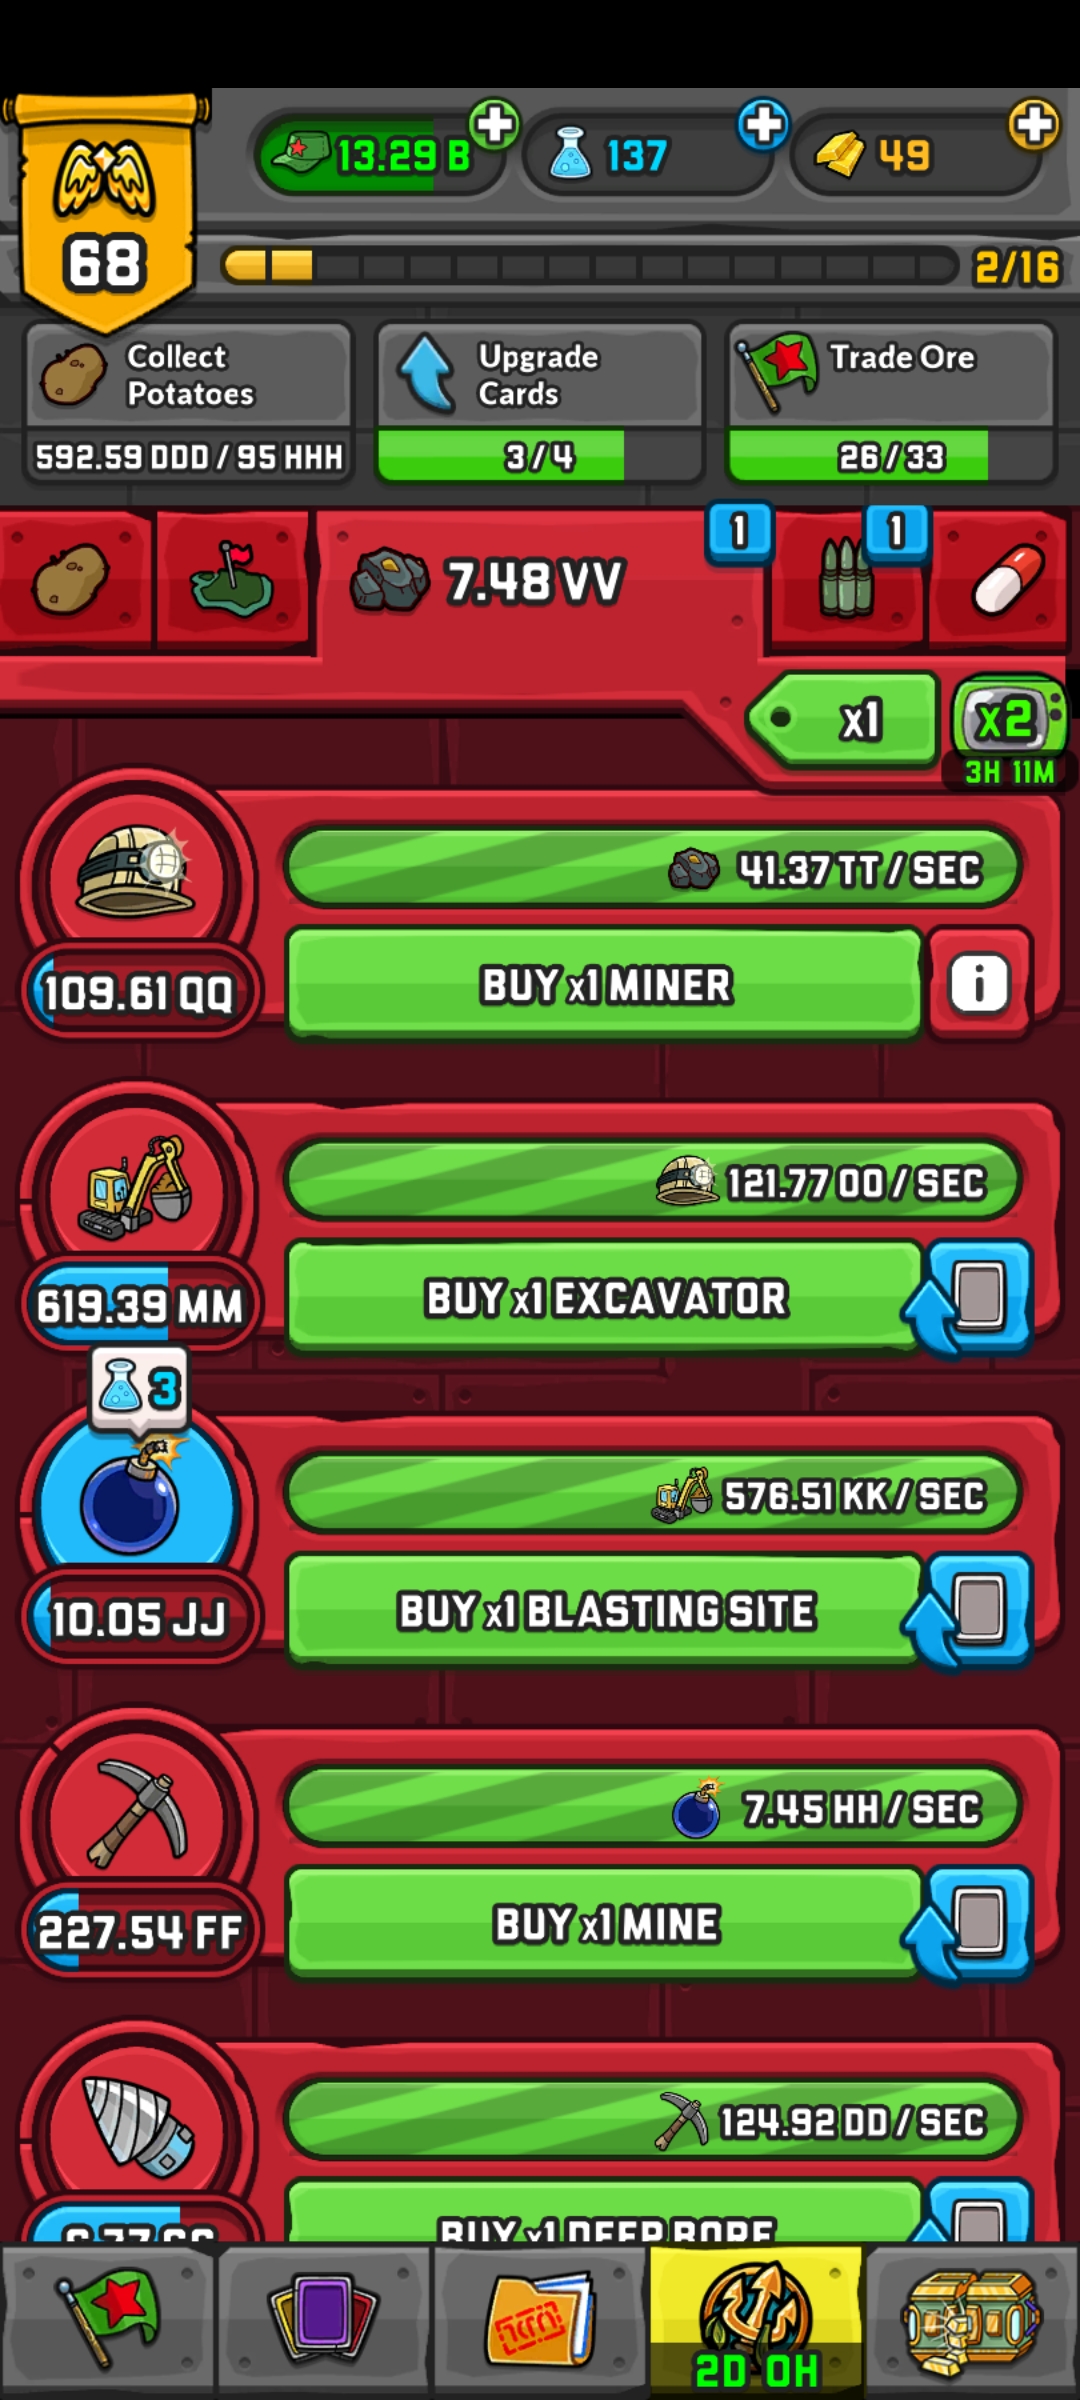 13.29 B
137
49
68
2/16
Collect
Potatoes
Upgrade
Cards
Trade Ore
592.59 DDD / 95 HHH
3/4
26/33
1
1
7.48 VV
x1
x2
3H 11M
41.37 TT / SEC
109.61 QQ
BUY x1 MINER
i
121.77 OO / SEC
619.39 MM
BUY x1 EXCAVATOR
3
576.51 KK / SEC
10.05 JJ
BUY x1 BLASTING SITE
7.45 HH / SEC
227.54 FF
BUY x1 MINE
124.92 DD / SEC
BUY x1 DEEP BORE
2D 0H